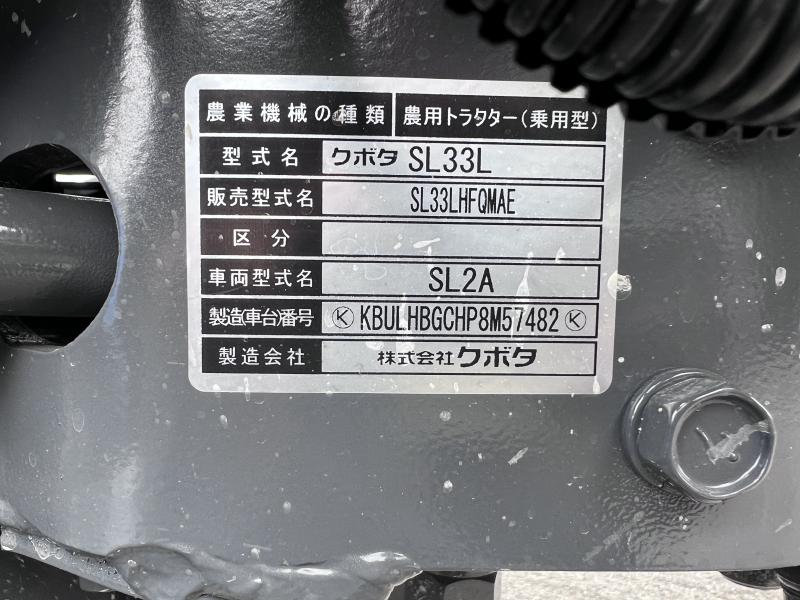 農業機械の種類 農用トラクター(乗用型)
型式名 クボタ SL33L
販売型式名 SL33LHFQMAE
区分
車両型式名 SL2A
製造(車台)番号 Ⓚ KBULHBGCHP8M57482 Ⓚ
製造会社 株式会社クボタ